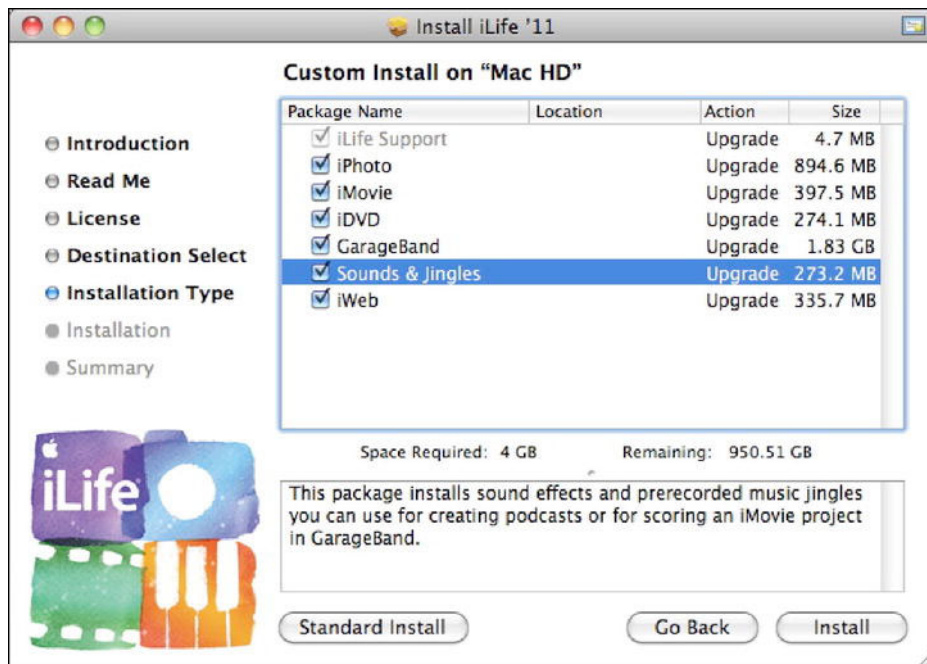 Install iLife '11
Custom Install on “Mac HD”
Package Name Location Action Size
iLife Support Upgrade 4.7 MB
iPhoto Upgrade 894.6 MB
iMovie Upgrade 397.5 MB
iDVD Upgrade 274.1 MB
GarageBand Upgrade 1.83 GB
Sounds & Jingles Upgrade 273.2 MB
iWeb Upgrade 335.7 MB
Introduction
Read Me
License
Destination Select
Installation Type
Installation
Summary
iLife
Space Required: 4 GB Remaining: 950.51 GB
This package installs sound effects and prerecorded music jingles
you can use for creating podcasts or for scoring an iMovie project
in GarageBand.
Standard Install Go Back Install